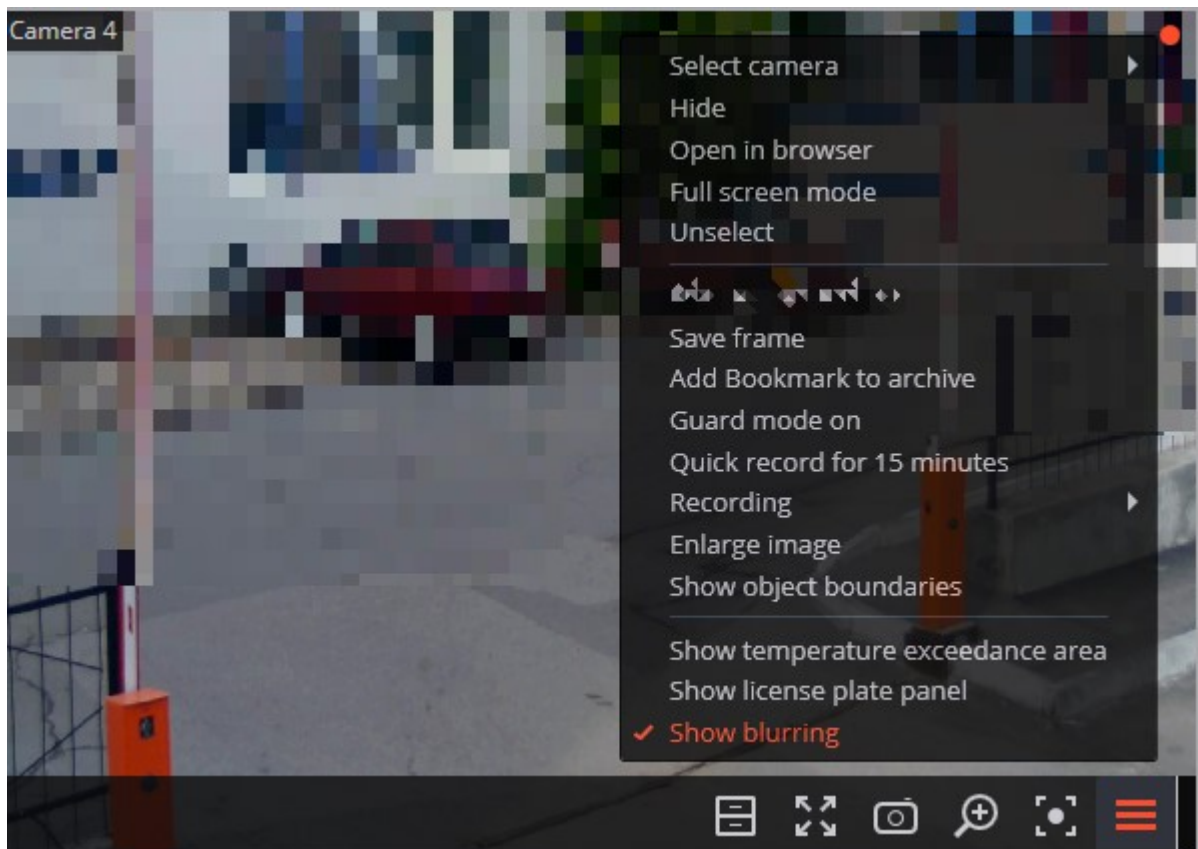 Camera 4
Select camera
Hide
Open in browser
Full screen mode
Unselect
Save frame
Add Bookmark to archive
Guard mode on
Quick record for 15 minutes
Recording
Enlarge image
Show object boundaries
Show temperature exceedance area
Show license plate panel
Show blurring